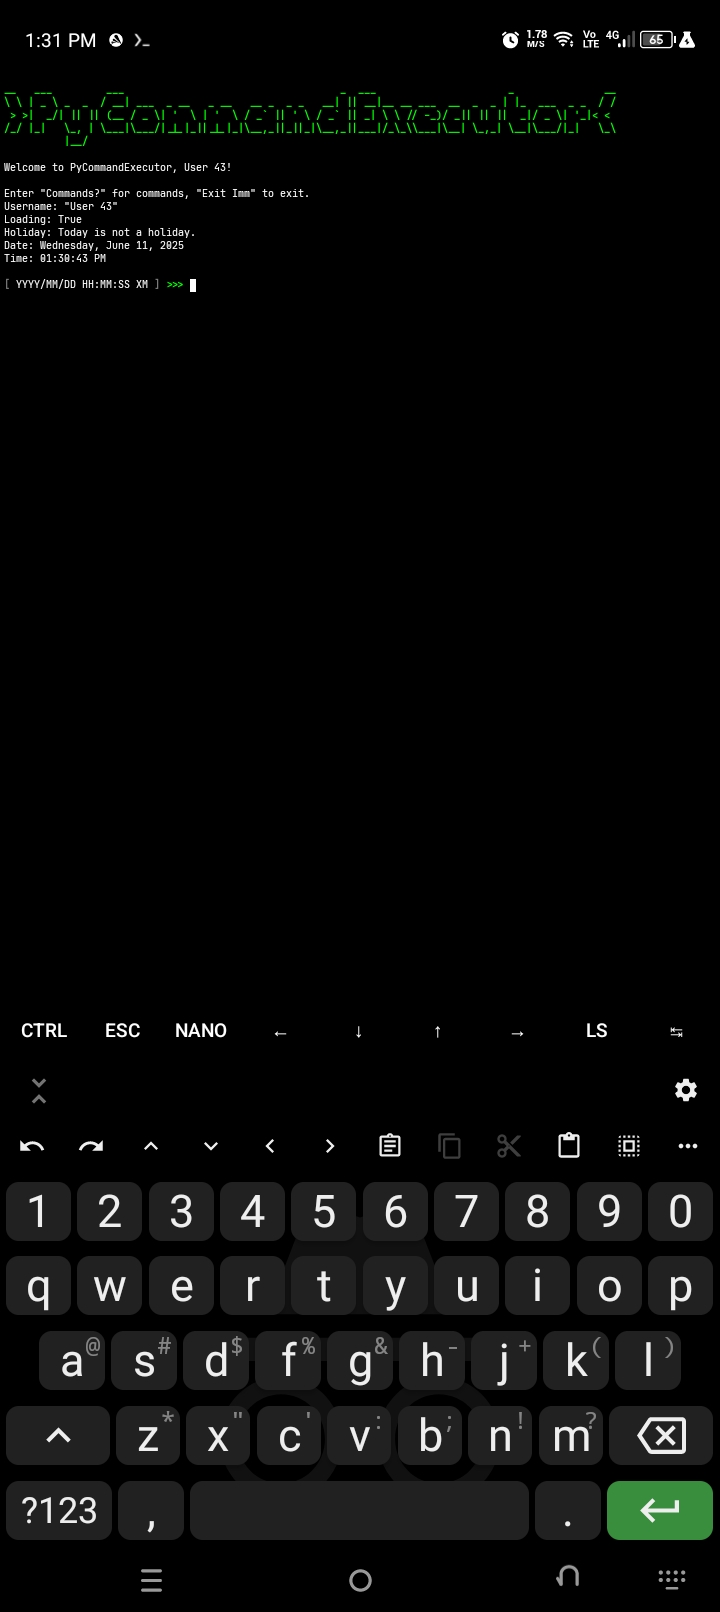 1:31 PM
1.78 M/S Vo LTE 4G 65
>PyCommandExecutor<
Welcome to PyCommandExecutor, User 43!
Enter "Commands?" for commands, "Exit Imm" to exit.
Username: "User 43"
Loading: True
Holiday: Today is not a holiday.
Date: Wednesday, June 11, 2025
Time: 01:30:43 PM
[ YYYY/MM/DD HH:MM:SS XM ] >>>
CTRL ESC NANO ← ↓ ↑ → LS ↹
1 2 3 4 5 6 7 8 9 0
q w e r t y u i o p
a @ s # d $ f % g & h - j + k ( l )
z * x " c ' v : b ; n ! m ?
?123 , .